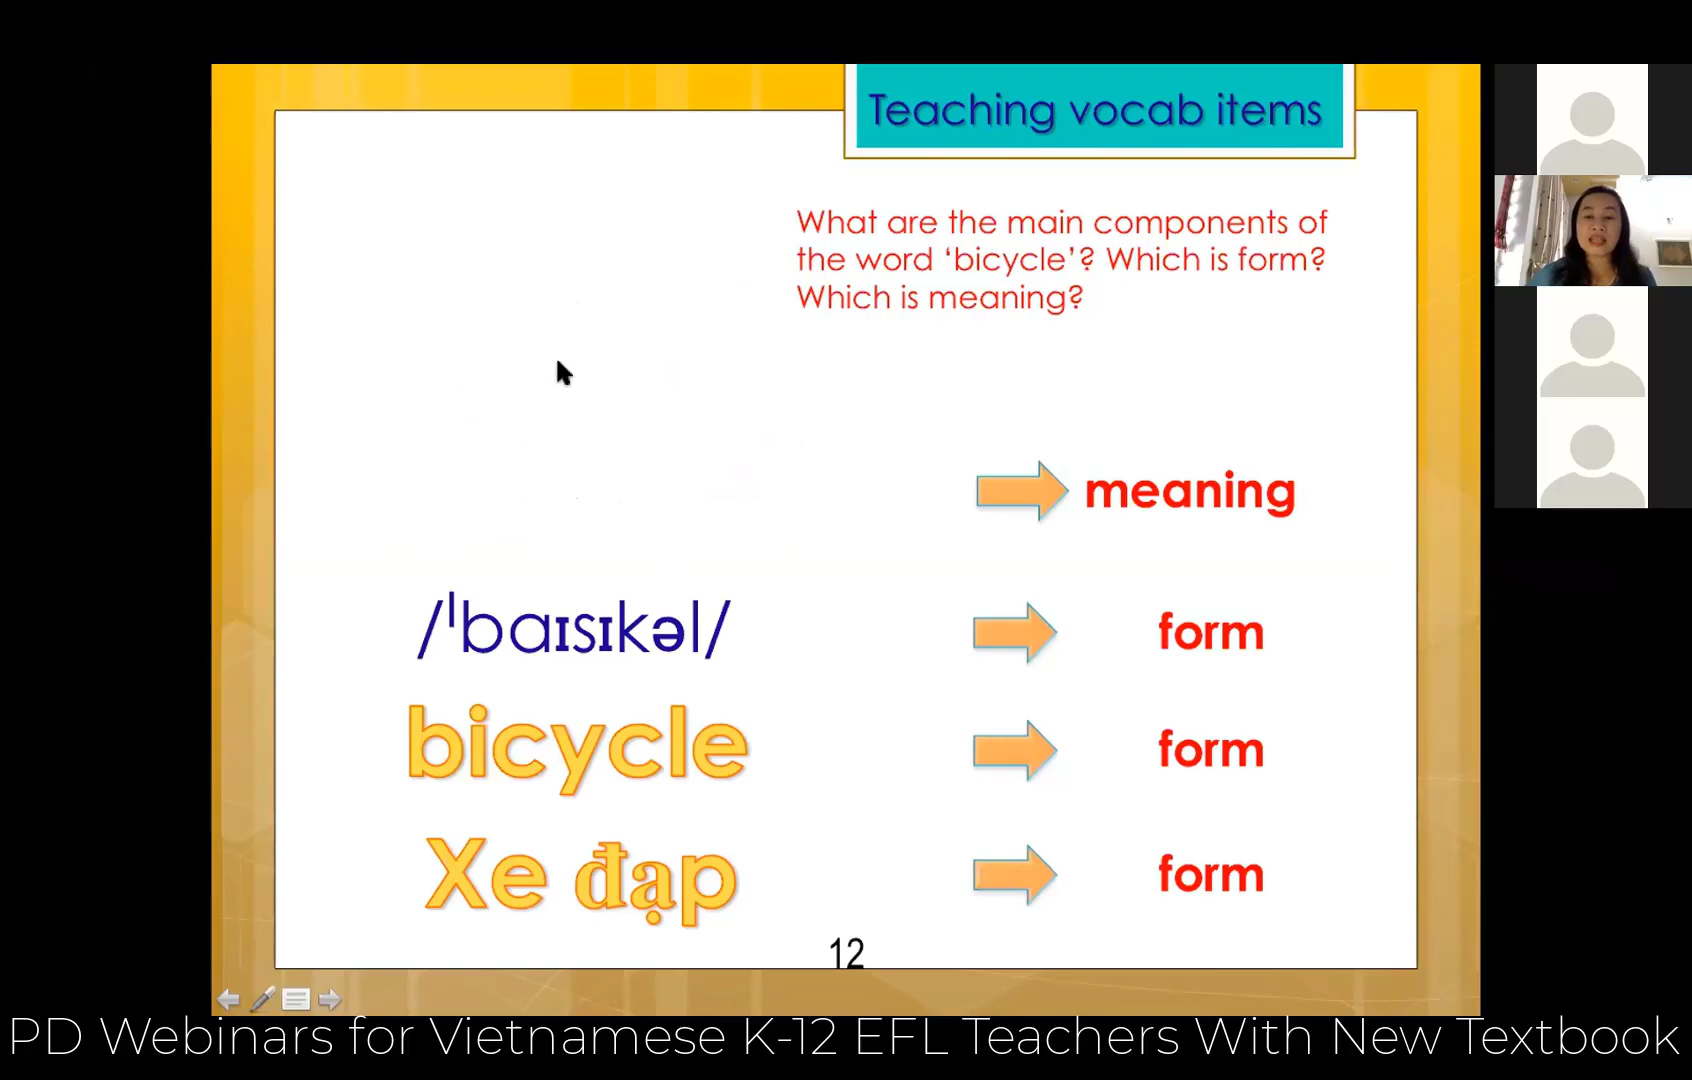 Teaching vocab items
What are the main components of
the word ‘bicycle’? Which is form?
Which is meaning?
meaning
/ˈbaɪsɪkəl/
form
bicycle
form
Xe đạp
form
12
PD Webinars for Vietnamese K-12 EFL Teachers With New Textbook